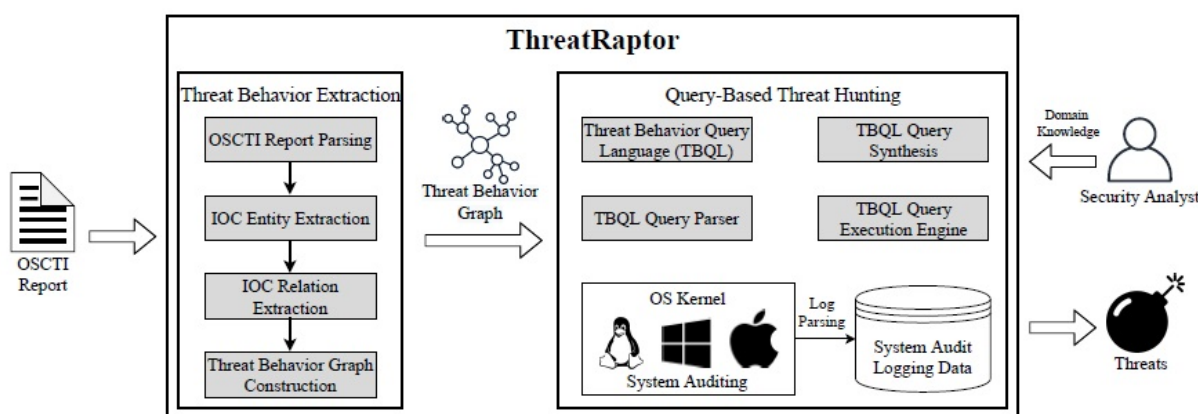 ThreatRaptor
Threat Behavior Extraction
OSCTI Report Parsing
IOC Entity Extraction
IOC Relation
Extraction
Threat Behavior Graph
Construction
OSCTI
Report
Threat Behavior
Graph
Query-Based Threat Hunting
Threat Behavior Query
Language (TBQL)
TBQL Query
Synthesis
TBQL Query Parser
TBQL Query
Execution Engine
OS Kernel
System Auditing
Log
Parsing
System Audit
Logging Data
Domain
Knowledge
Security Analyst
Threats